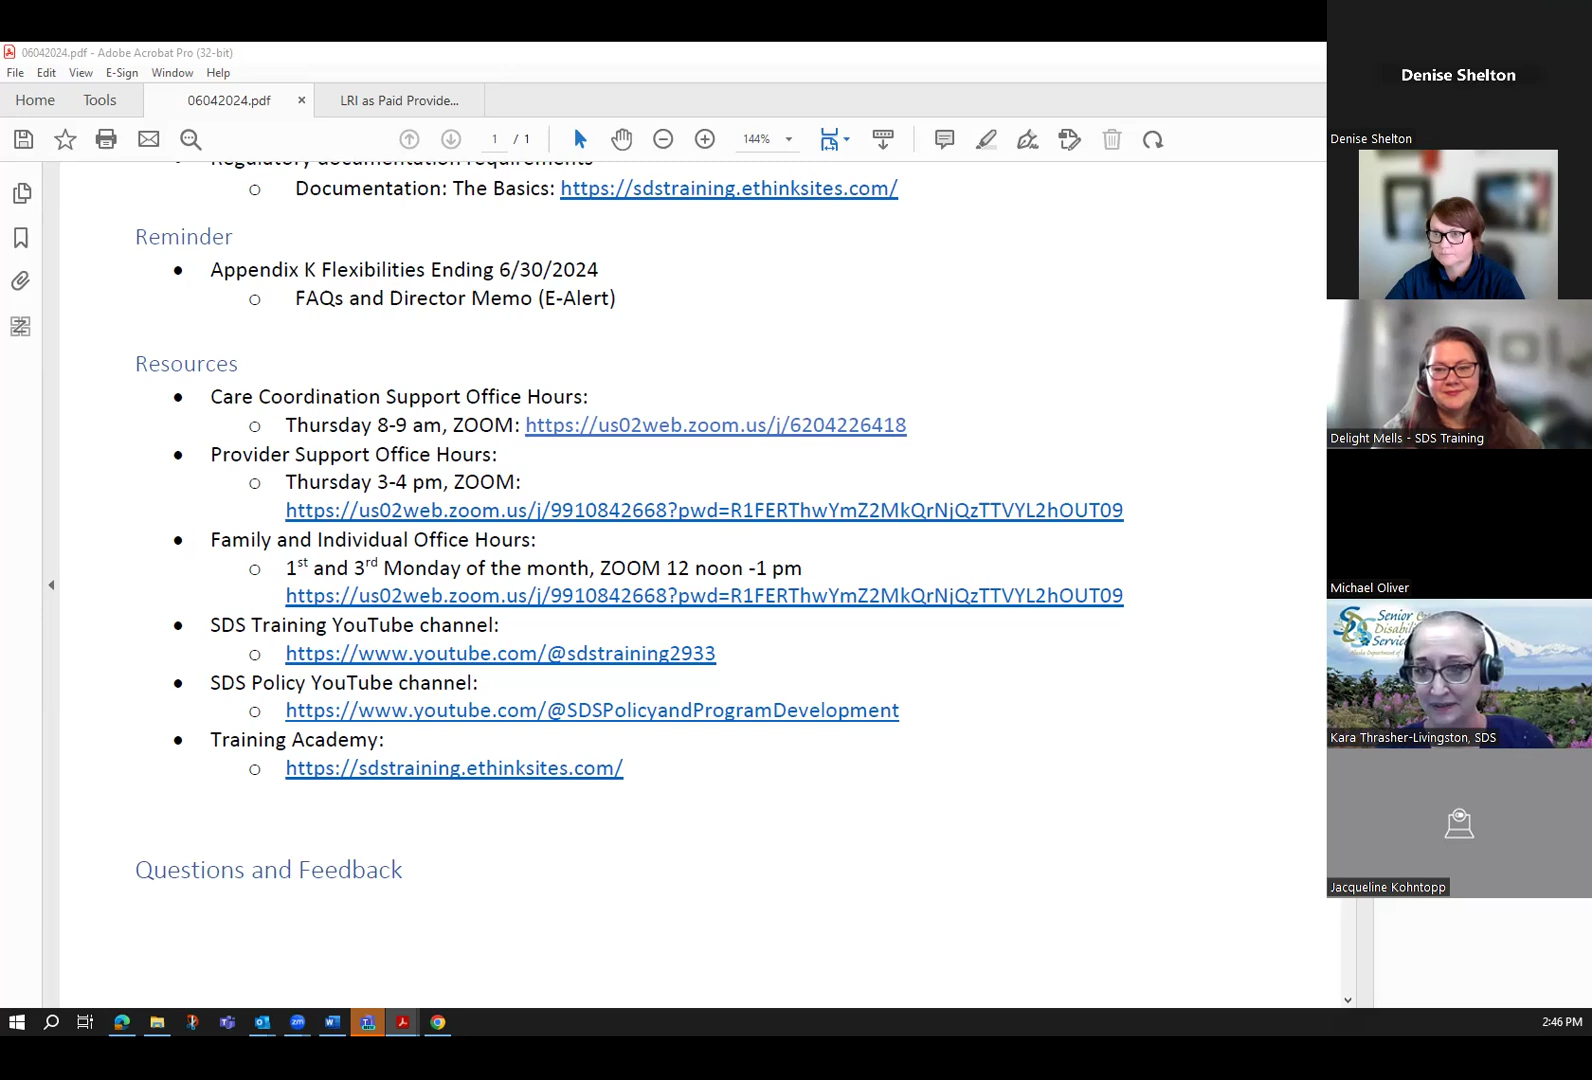 Denise Shelton
06042024.pdf - Adobe Acrobat Pro (32-bit)
File Edit View E-Sign Window Help
Home Tools 06042024.pdf × LRI as Paid Provide...
1 / 1 144%
Denise Shelton
Regulatory documentation requirements
Documentation: The Basics: https://sdstraining.ethinksites.com/
Reminder
Appendix K Flexibilities Ending 6/30/2024
FAQs and Director Memo (E-Alert)
Resources
Care Coordination Support Office Hours:
Thursday 8-9 am, ZOOM: https://us02web.zoom.us/j/6204226418
Delight Mells - SDS Training
Provider Support Office Hours:
Thursday 3-4 pm, ZOOM:
https://us02web.zoom.us/j/9910842668?pwd=R1FERThwYmZ2MkQrNjQzTTVYL2hOUT09
Family and Individual Office Hours:
1st and 3rd Monday of the month, ZOOM 12 noon -1 pm
https://us02web.zoom.us/j/9910842668?pwd=R1FERThwYmZ2MkQrNjQzTTVYL2hOUT09
Michael Oliver
SDS Training YouTube channel:
https://www.youtube.com/@sdstraining2933
SDS Policy YouTube channel:
https://www.youtube.com/@SDSPolicyandProgramDevelopment
Training Academy:
https://sdstraining.ethinksites.com/
Senior
Kara Thrasher-Livingston, SDS
Questions and Feedback
Jacqueline Kohntopp
2:46 PM